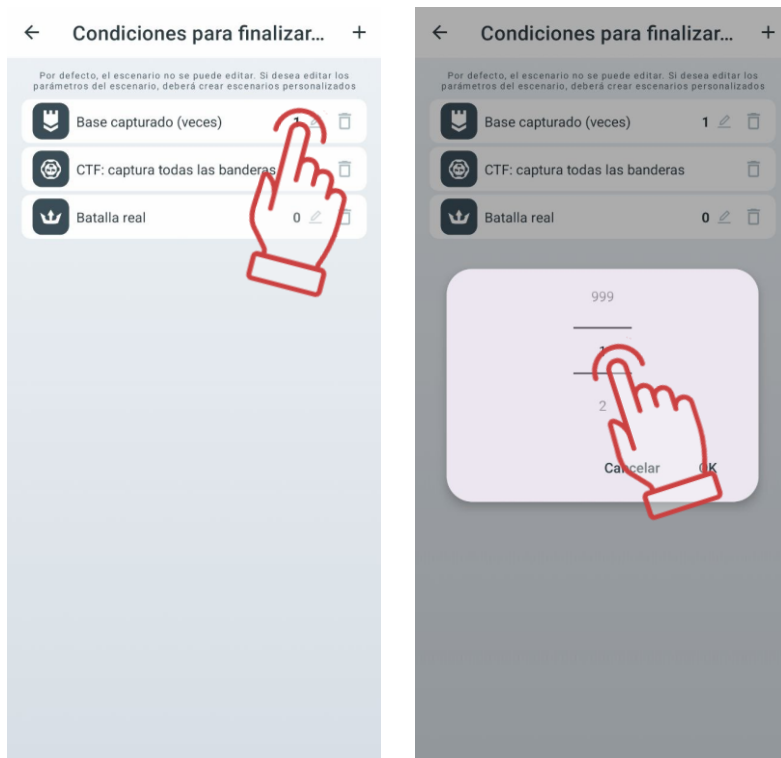 Condiciones para finalizar...
Por defecto, el escenario no se puede editar. Si desea editar los
parámetros del escenario, deberá crear escenarios personalizados
Base capturado (veces) 1
CTF: captura todas las banderas
Batalla real 0
Condiciones para finalizar...
Por defecto, el escenario no se puede editar. Si desea editar los
parámetros del escenario, deberá crear escenarios personalizados
Base capturado (veces) 1
CTF: captura todas las banderas
Batalla real 0
999
1
2
Cancelar OK